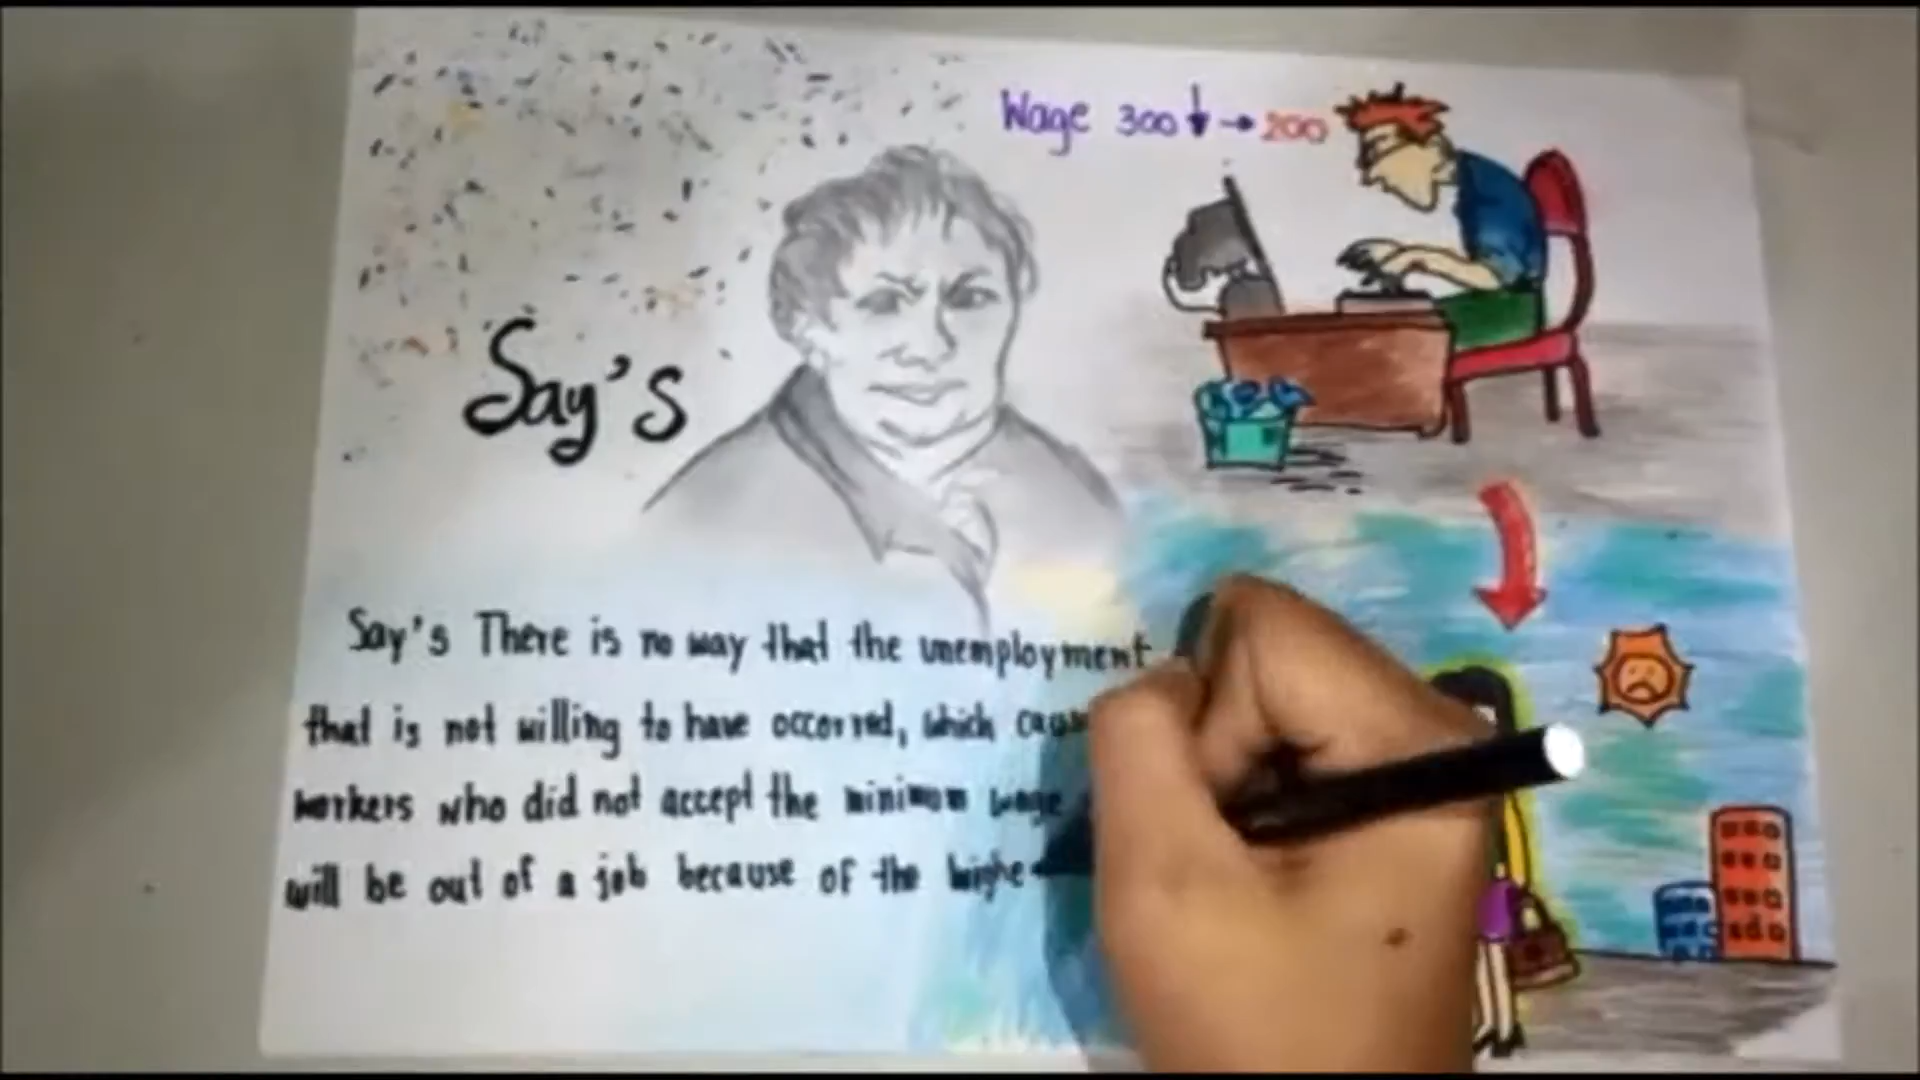 Wage 300 ↓ → 200
Say's
Say's There is no way that the unemployment
that is not willing to have occorred, which
workers who did not accept the minimum wage
will be out of a job because of the